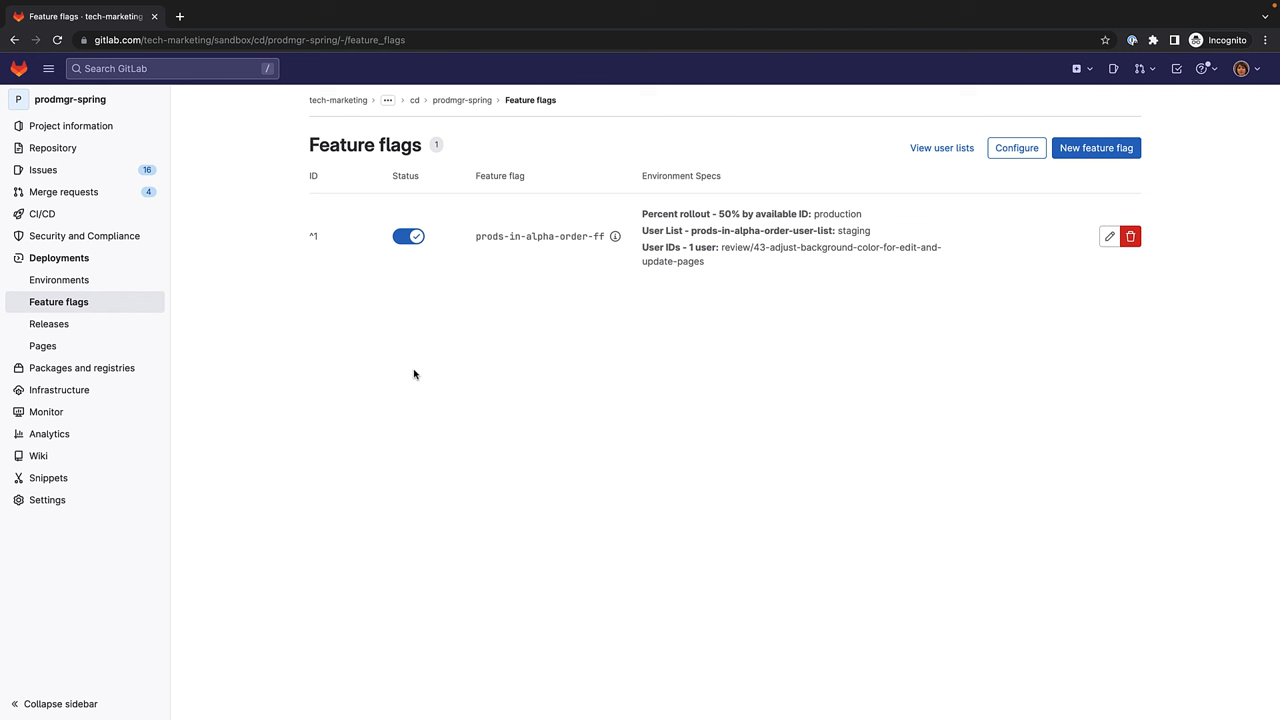 Feature flags · tech-marketing
gitlab.com/tech-marketing/sandbox/cd/prodmgr-spring/-/feature_flags
Incognito
Search GitLab /
P prodmgr-spring
Project information
Repository
Issues 16
Merge requests 4
CI/CD
Security and Compliance
Deployments
Environments
Feature flags
Releases
Pages
Packages and registries
Infrastructure
Monitor
Analytics
Wiki
Snippets
Settings
Collapse sidebar
tech-marketing › ••• › cd › prodmgr-spring › Feature flags
Feature flags 1
View user lists Configure New feature flag
ID Status Feature flag Environment Specs
^1 prods-in-alpha-order-ff
Percent rollout - 50% by available ID: production
User List - prods-in-alpha-order-user-list: staging
User IDs - 1 user: review/43-adjust-background-color-for-edit-and-
update-pages